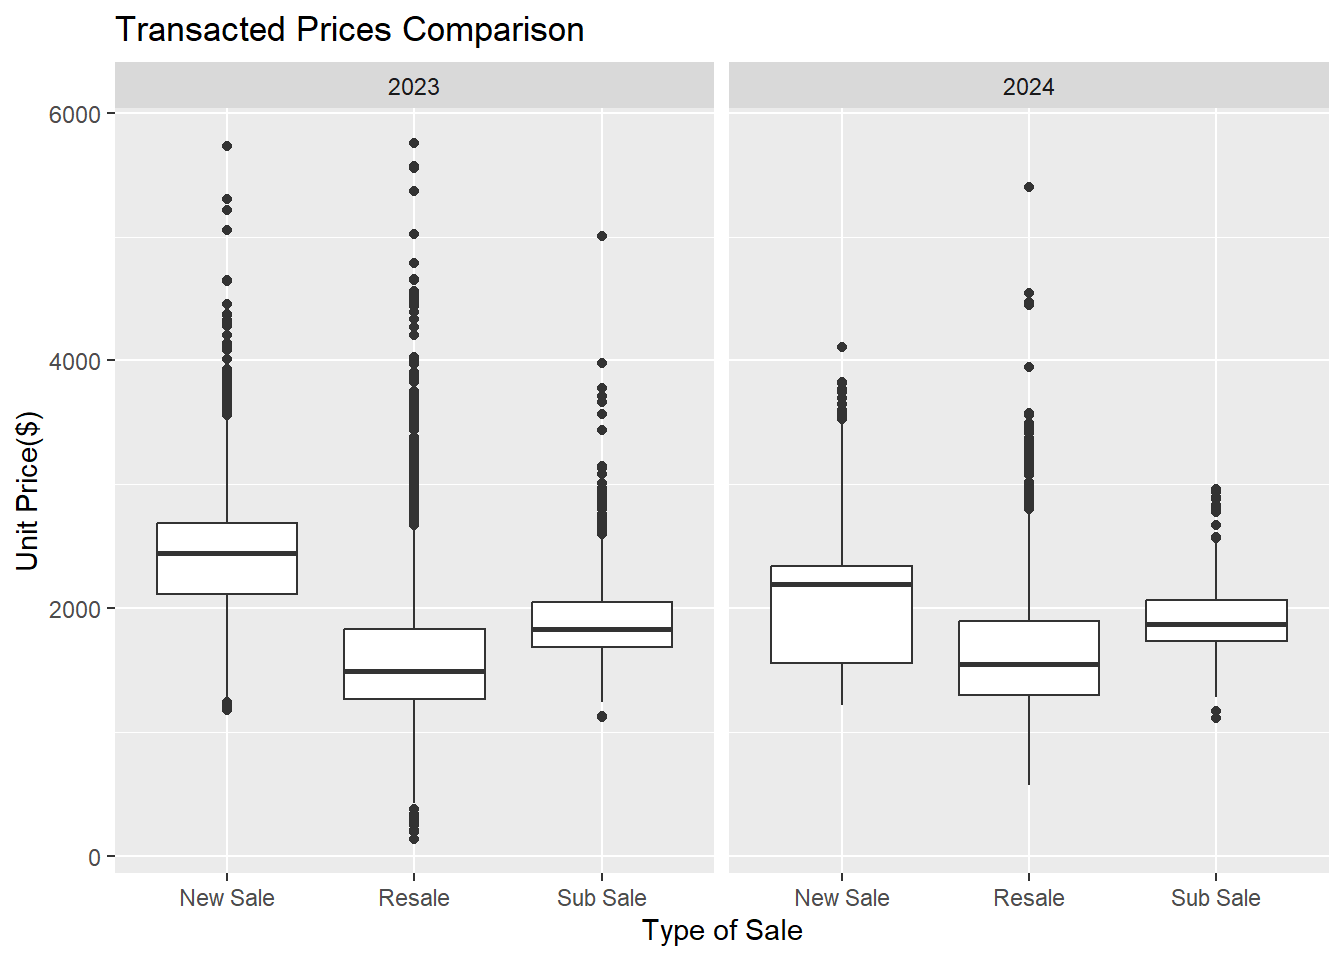 Transacted Prices Comparison
2023 2024
6000
4000
2000
0
Unit Price($)
New Sale Resale Sub Sale New Sale Resale Sub Sale
Type of Sale